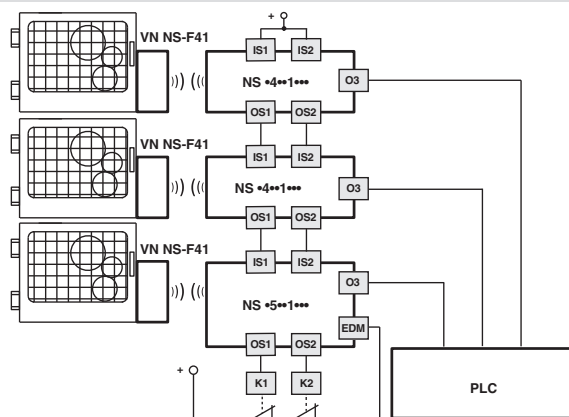 +
VN NS-F41
IS1 IS2
NS •4••1•••
O3
OS1 OS2
VN NS-F41
IS1 IS2
NS •4••1•••
O3
OS1 OS2
VN NS-F41
IS1 IS2
O3
NS •5••1•••
EDM
OS1 OS2
+
K1 K2
PLC